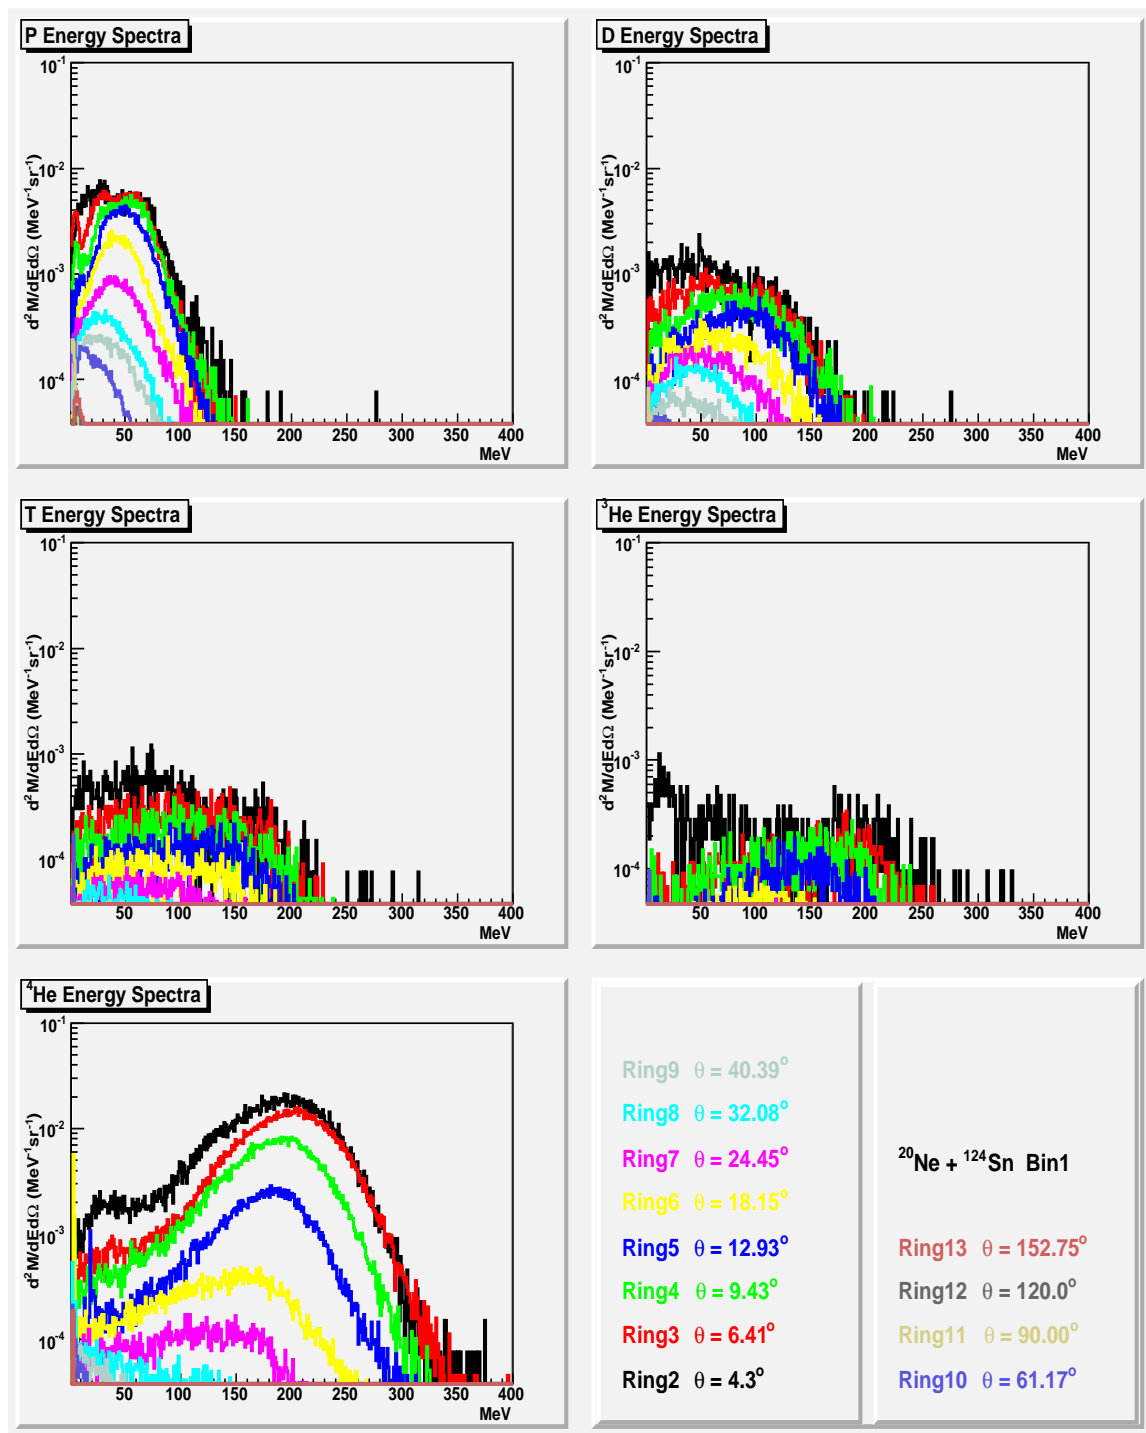 P Energy Spectra
d²M/dEdΩ (MeV⁻¹sr⁻¹)
10⁻¹
10⁻²
10⁻³
10⁻⁴
50 100 150 200 250 300 350 400
MeV
D Energy Spectra
d²M/dEdΩ (MeV⁻¹sr⁻¹)
10⁻¹
10⁻²
10⁻³
10⁻⁴
50 100 150 200 250 300 350 400
MeV
T Energy Spectra
d²M/dEdΩ (MeV⁻¹sr⁻¹)
10⁻¹
10⁻²
10⁻³
10⁻⁴
50 100 150 200 250 300 350 400
MeV
³He Energy Spectra
d²M/dEdΩ (MeV⁻¹sr⁻¹)
10⁻¹
10⁻²
10⁻³
10⁻⁴
50 100 150 200 250 300 350 400
MeV
⁴He Energy Spectra
d²M/dEdΩ (MeV⁻¹sr⁻¹)
10⁻¹
10⁻²
10⁻³
10⁻⁴
50 100 150 200 250 300 350 400
MeV
Ring9 θ = 40.39°
Ring8 θ = 32.08°
Ring7 θ = 24.45°
Ring6 θ = 18.15°
Ring5 θ = 12.93°
Ring4 θ = 9.43°
Ring3 θ = 6.41°
Ring2 θ = 4.3°
²⁰Ne + ¹²⁴Sn Bin1
Ring13 θ = 152.75°
Ring12 θ = 120.0°
Ring11 θ = 90.00°
Ring10 θ = 61.17°